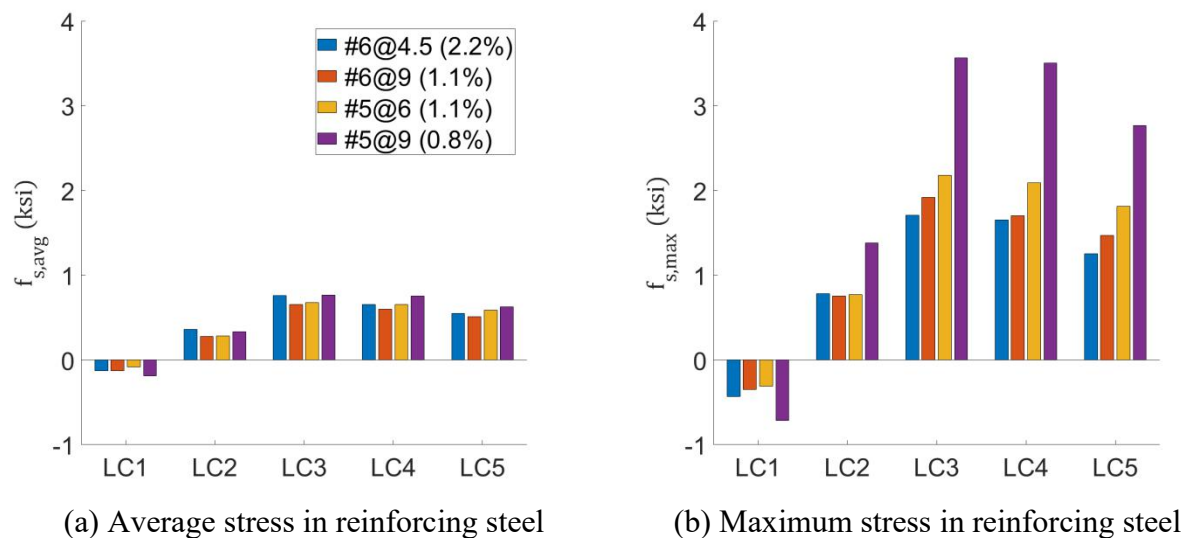 4
3
2
1
0
-1
f s,avg (ksi)
#6@4.5 (2.2%)
#6@9 (1.1%)
#5@6 (1.1%)
#5@9 (0.8%)
LC1 LC2 LC3 LC4 LC5
(a) Average stress in reinforcing steel
4
3
2
1
0
-1
f s,max (ksi)
LC1 LC2 LC3 LC4 LC5
(b) Maximum stress in reinforcing steel